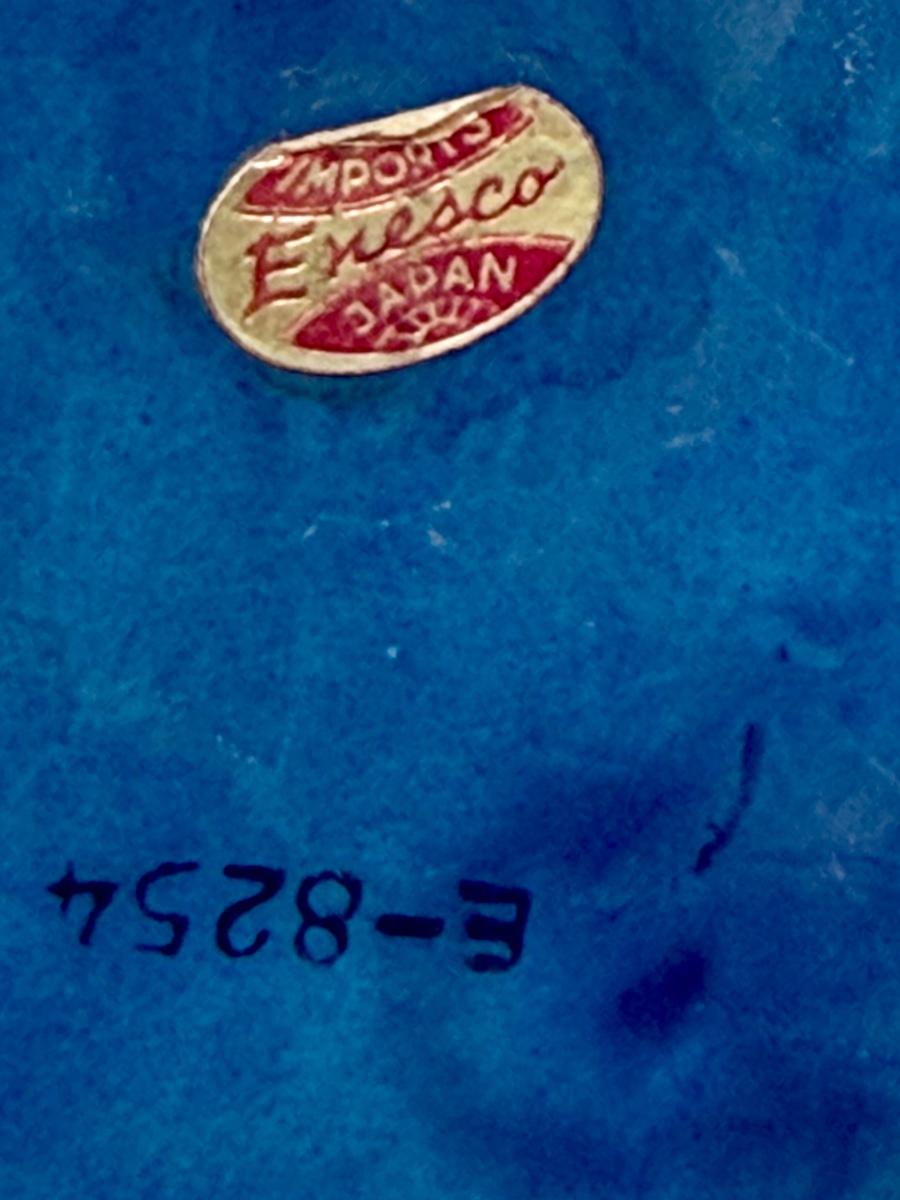 IMPORTS
Enesco
JAPAN
E-8254